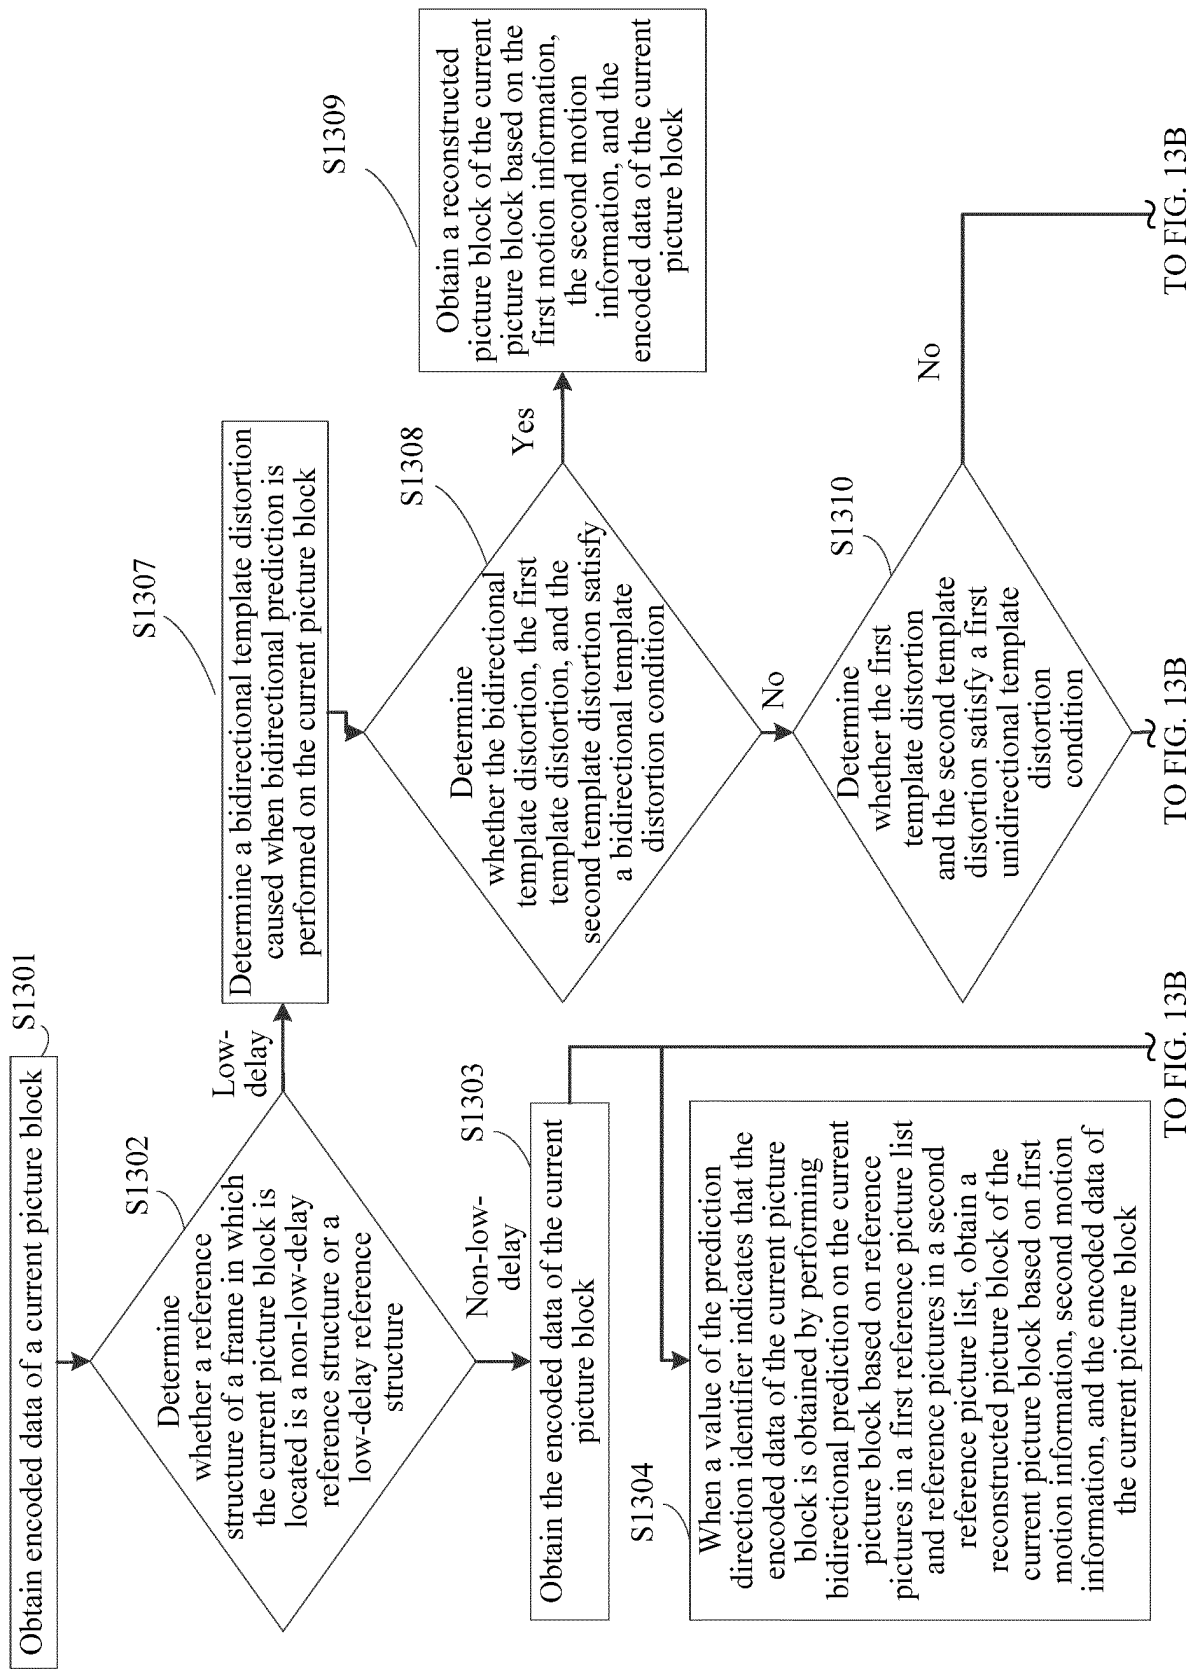 S1301
Obtain encoded data of a current picture block
S1302
Determine
whether a reference
structure of a frame in which
the current picture block is
located is a non-low-delay
reference structure or a
low-delay reference
structure
Low-
delay
Non-low-
delay
S1303
Obtain the encoded data of the current
picture block
S1304
When a value of the prediction
direction identifier indicates that the
encoded data of the current picture
block is obtained by performing
bidirectional prediction on the current
picture block based on reference
pictures in a first reference picture list
and reference pictures in a second
reference picture list, obtain a
reconstructed picture block of the
current picture block based on first
motion information, second motion
information, and the encoded data of
the current picture block
TO FIG. 13B
S1307
Determine a bidirectional template distortion
caused when bidirectional prediction is
performed on the current picture block
S1308
Determine
whether the bidirectional
template distortion, the first
template distortion, and the
second template distortion satisfy
a bidirectional template
distortion condition
Yes
No
S1309
Obtain a reconstructed
picture block of the current
picture block based on the
first motion information,
the second motion
information, and the
encoded data of the current
picture block
S1310
Determine
whether the first
template distortion
and the second template
distortion satisfy a first
unidirectional template
distortion
condition
No
TO FIG. 13B
TO FIG. 13B